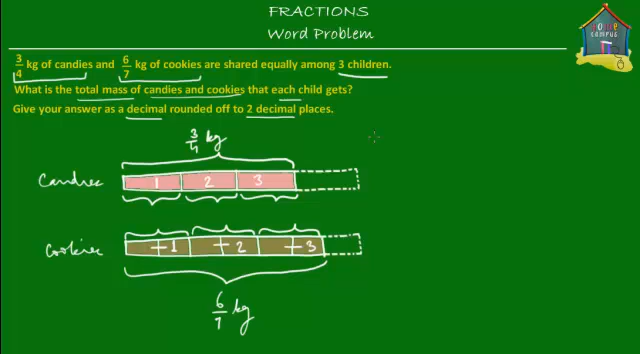 FRACTIONS
Word Problem
home campus
3/4 kg of candies and 6/7 kg of cookies are shared equally among 3 children.
What is the total mass of candies and cookies that each child gets?
Give your answer as a decimal rounded off to 2 decimal places.
3/4 kg
Candies 1 2 3
Cookies 1 2 3
6/7 kg